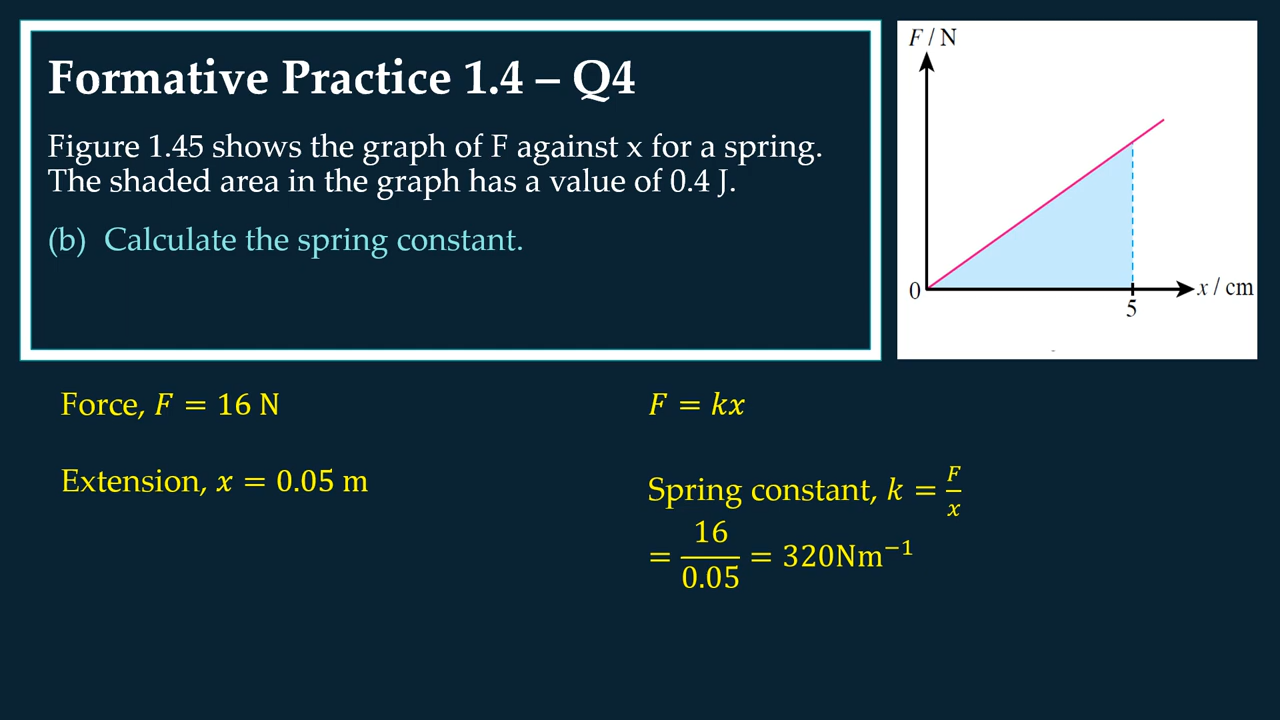 Formative Practice 1.4 – Q4
Figure 1.45 shows the graph of F against x for a spring.
The shaded area in the graph has a value of 0.4 J.
(b) Calculate the spring constant.
F / N
0
5
x / cm
Force, F = 16 N
Extension, x = 0.05 m
F = kx
Spring constant, k = F/x
= 16/0.05 = 320Nm⁻¹